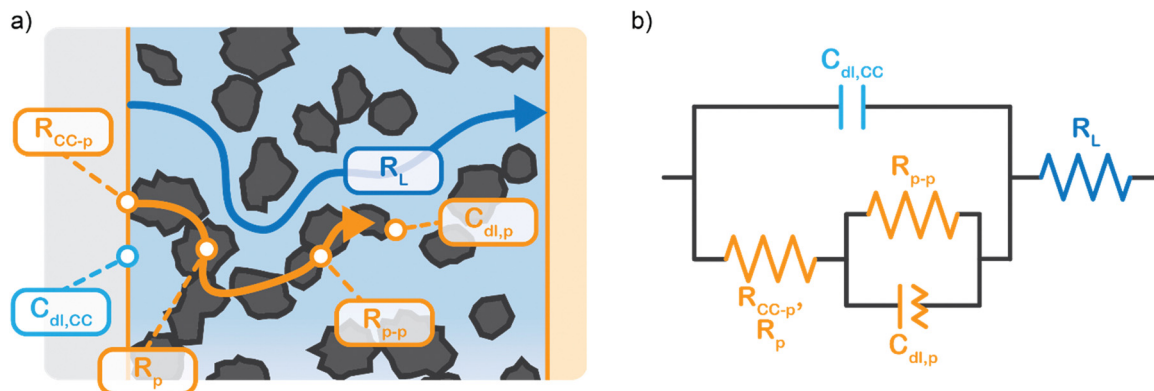 a)
R_CC-p
R_L
C_dl,p
C_dl,CC
R_p-p
R_p
b)
C_dl,CC
R_L
R_p-p
R_CC-p,
R_p
C_dl,p